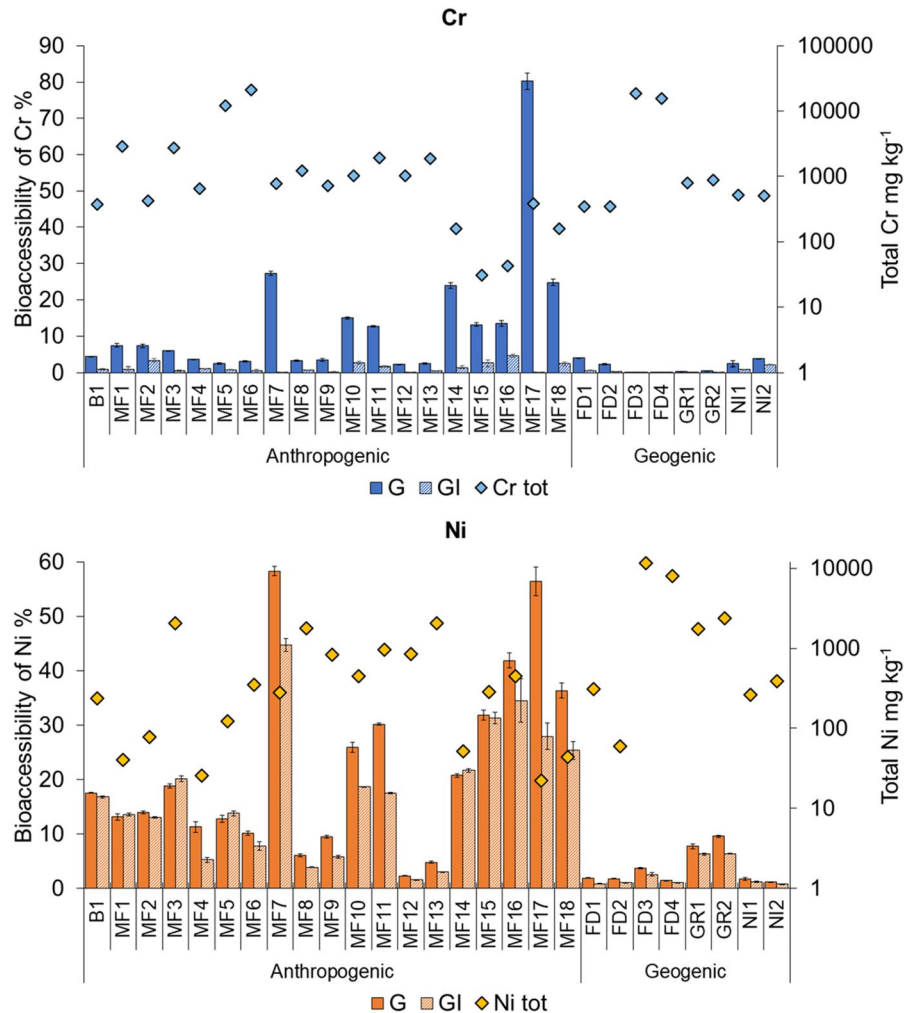 Cr
90
80
70
60
50
40
30
20
10
0
Bioaccessibility of Cr %
100000
10000
1000
100
10
1
Total Cr mg kg⁻¹
B1 MF1 MF2 MF3 MF4 MF5 MF6 MF7 MF8 MF9 MF10 MF11 MF12 MF13 MF14 MF15 MF16 MF17 MF18 FD1 FD2 FD3 FD4 GR1 GR2 NI1 NI2
Anthropogenic Geogenic
G GI Cr tot
Ni
60
50
40
30
20
10
0
Bioaccessibility of Ni %
10000
1000
100
10
1
Total Ni mg kg⁻¹
B1 MF1 MF2 MF3 MF4 MF5 MF6 MF7 MF8 MF9 MF10 MF11 MF12 MF13 MF14 MF15 MF16 MF17 MF18 FD1 FD2 FD3 FD4 GR1 GR2 NI1 NI2
Anthropogenic Geogenic
G GI Ni tot